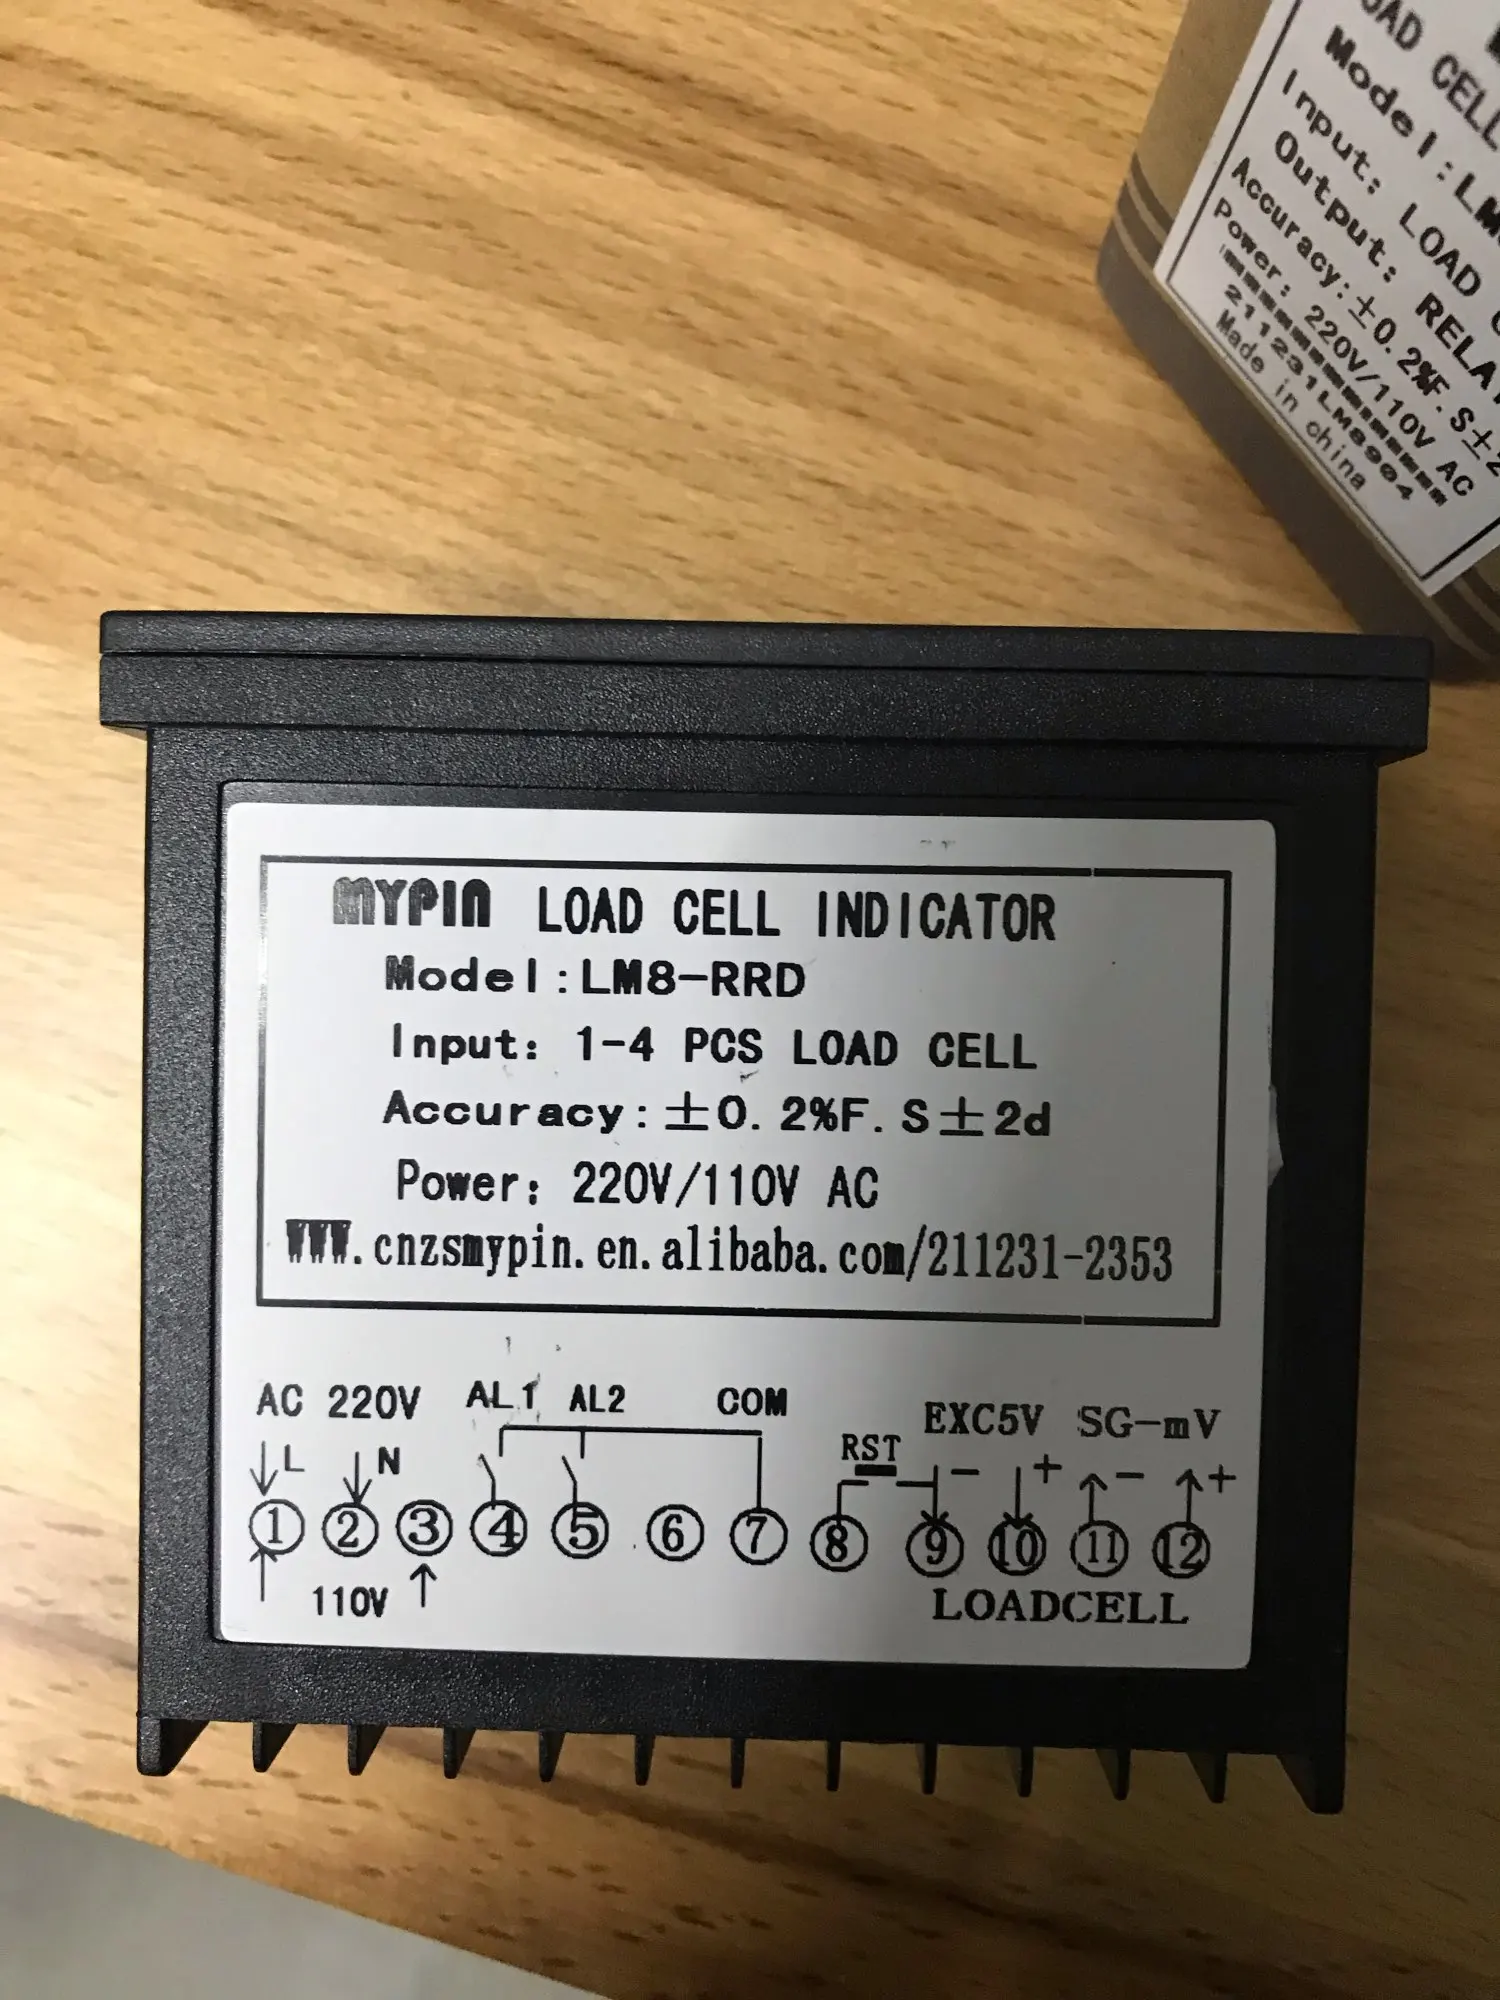 OAD CELL
Model:LM
Input: LOAD
Output: RELA
Accuracy:±0.2%F.S±2
Power: 220V/110V AC
211231LM8904
Made in china
MYPIN LOAD CELL INDICATOR
Model:LM8-RRD
Input: 1-4 PCS LOAD CELL
Accuracy:±0.2%F.S±2d
Power: 220V/110V AC
WWW.cnzsmypin.en.alibaba.com/211231-2353
AC 220V AL1 AL2 COM RST EXC5V SG-mV
L N - + - +
① ② ③ ④ ⑤ ⑥ ⑦ ⑧ ⑨ ⑩ ⑪ ⑫
110V LOADCELL